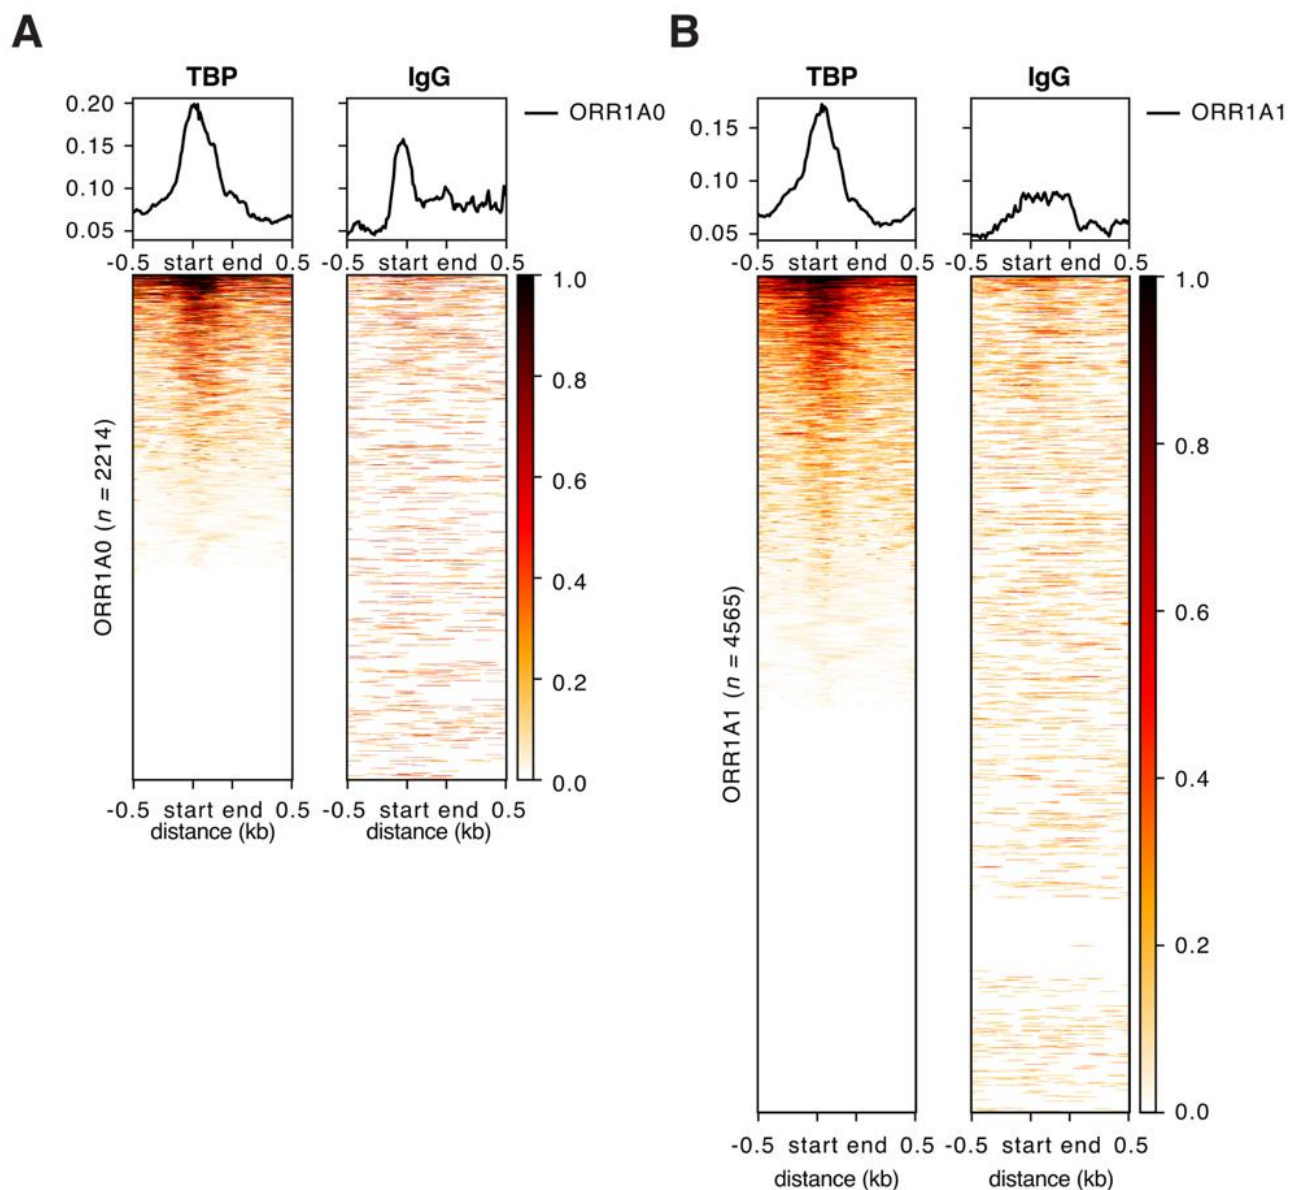 A
TBP
IgG
0.20
0.15
0.10
0.05
ORR1A0
-0.5 start end 0.5
-0.5 start end 0.5
ORR1A0 (n = 2214)
1.0
0.8
0.6
0.4
0.2
0.0
-0.5 start end 0.5
distance (kb)
-0.5 start end 0.5
distance (kb)
B
TBP
IgG
0.15
0.10
0.05
ORR1A1
-0.5 start end 0.5
-0.5 start end 0.5
ORR1A1 (n = 4565)
1.0
0.8
0.6
0.4
0.2
0.0
-0.5 start end 0.5
distance (kb)
-0.5 start end 0.5
distance (kb)